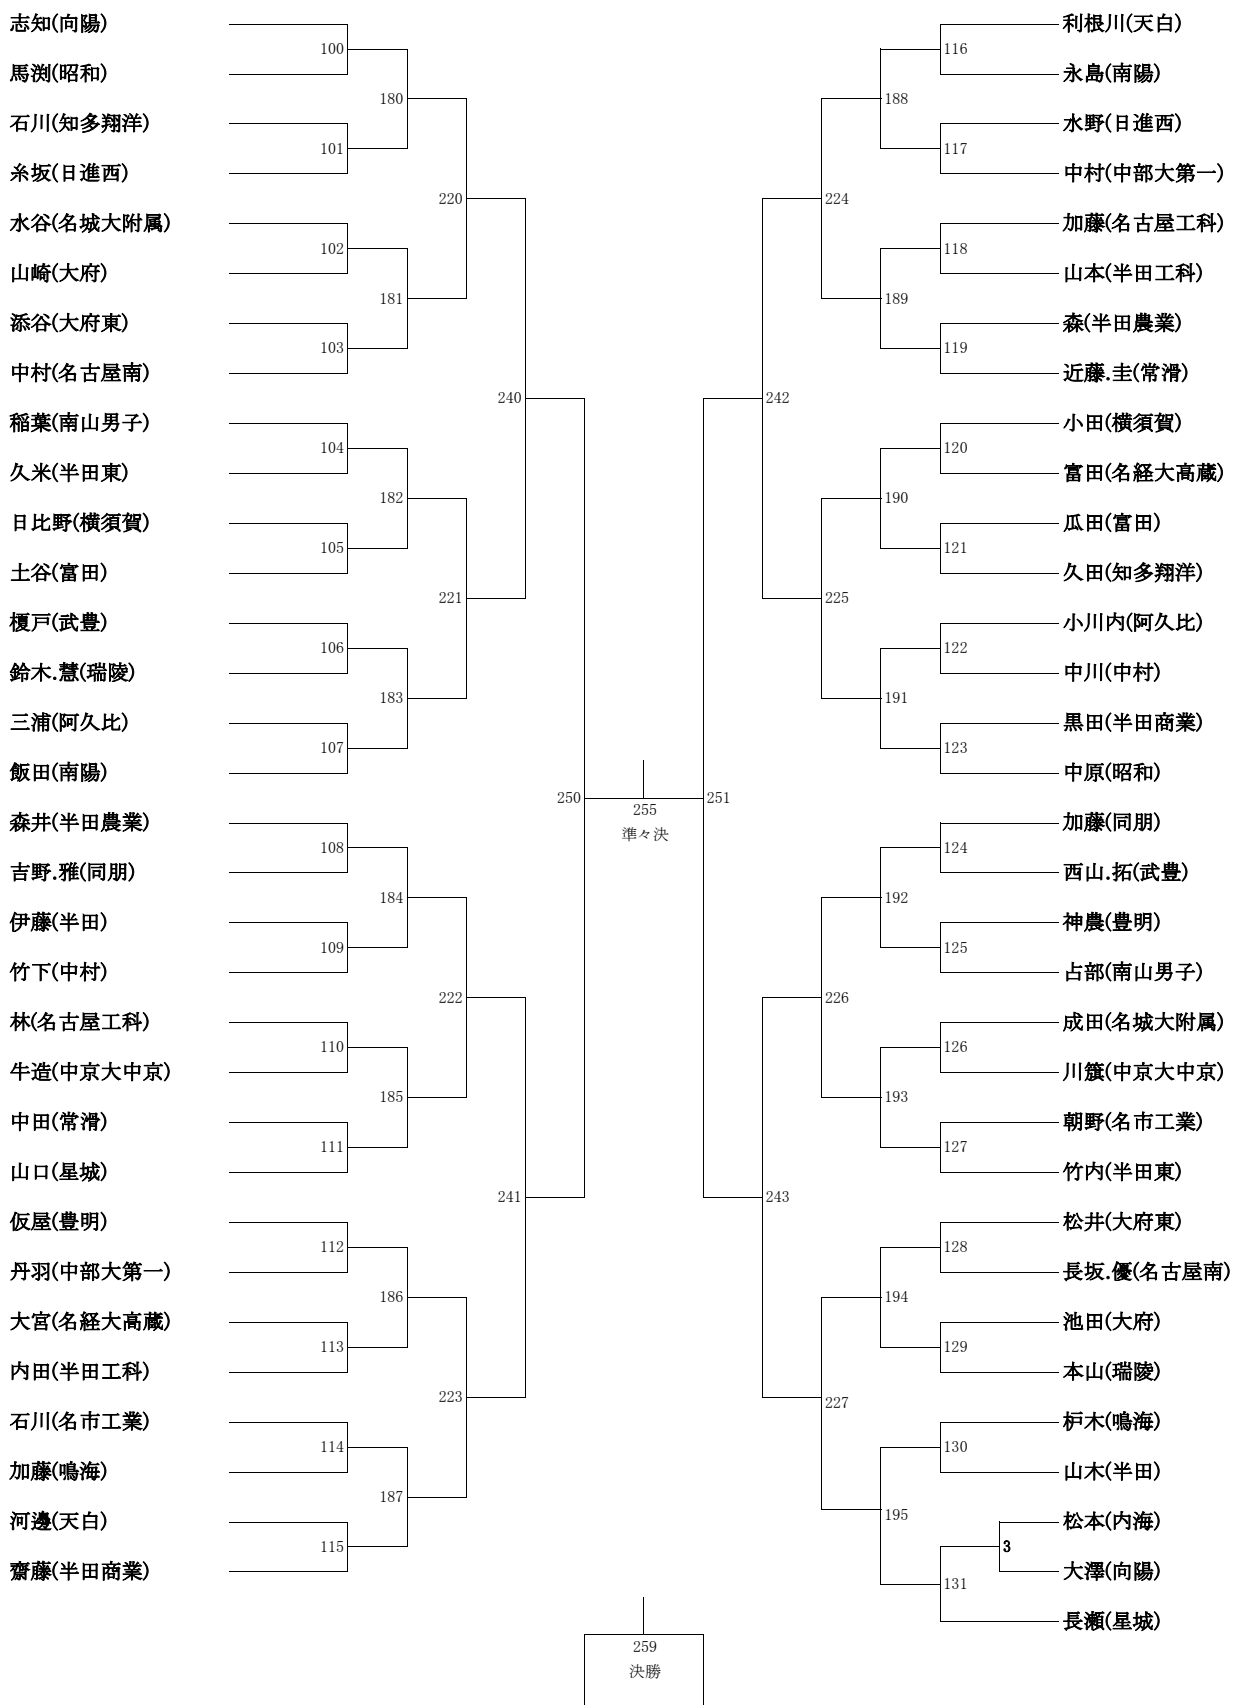 志知(向陽)
100
馬渕(昭和)
180
石川(知多翔洋)
101
糸坂(日進西)
220
水谷(名城大附属)
102
山崎(大府)
181
添谷(大府東)
103
中村(名古屋南)
240
稲葉(南山男子)
104
久米(半田東)
182
日比野(横須賀)
105
土谷(富田)
221
榎戸(武豊)
106
鈴木.慧(瑞陵)
183
三浦(阿久比)
107
飯田(南陽)
250
森井(半田農業)
108
吉野.雅(同朋)
184
伊藤(半田)
109
竹下(中村)
222
林(名古屋工科)
110
牛造(中京大中京)
185
中田(常滑)
111
山口(星城)
241
仮屋(豊明)
112
丹羽(中部大第一)
186
大宮(名経大高蔵)
113
内田(半田工科)
223
石川(名市工業)
114
加藤(鳴海)
187
河邊(天白)
115
齋藤(半田商業)
255
準々決
259
決勝
利根川(天白)
116
永島(南陽)
188
水野(日進西)
117
中村(中部大第一)
224
加藤(名古屋工科)
118
山本(半田工科)
189
森(半田農業)
119
近藤.圭(常滑)
242
小田(横須賀)
120
富田(名経大高蔵)
190
瓜田(富田)
121
久田(知多翔洋)
225
小川内(阿久比)
122
中川(中村)
191
黒田(半田商業)
123
中原(昭和)
251
加藤(同朋)
124
西山.拓(武豊)
192
神農(豊明)
125
占部(南山男子)
226
成田(名城大附属)
126
川籏(中京大中京)
193
朝野(名市工業)
127
竹内(半田東)
243
松井(大府東)
128
長坂.優(名古屋南)
194
池田(大府)
129
本山(瑞陵)
227
枦木(鳴海)
130
山木(半田)
195
松本(内海)
3
大澤(向陽)
131
長瀬(星城)